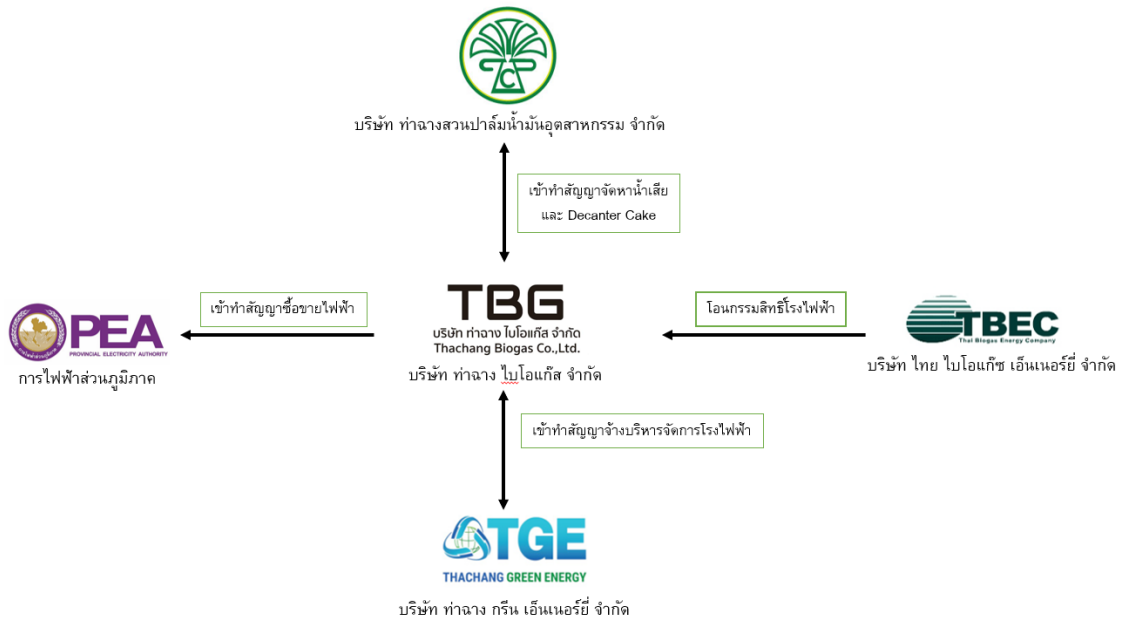 C
บริษัท ท่าฉางสวนปาล์มน้ำมันอุตสาหกรรม จำกัด
เข้าทำสัญญาจัดหาน้ำเสีย
และ Decanter Cake
เข้าทำสัญญาซื้อขายไฟฟ้า
โอนกรรมสิทธิ์โรงไฟฟ้า
PEA
PROVINCIAL ELECTRICITY AUTHORITY
การไฟฟ้าส่วนภูมิภาค
TBG
บริษัท ท่าฉาง ไบโอแก๊ส จำกัด
Thachang Biogas Co.,Ltd.
บริษัท ท่าฉาง ไบโอแก๊ส จำกัด
TBEC
Thai Biogas Energy Company
บริษัท ไทย ไบโอแก๊ซ เอ็นเนอร์ยี่ จำกัด
เข้าทำสัญญาจ้างบริหารจัดการโรงไฟฟ้า
TGE
THACHANG GREEN ENERGY
บริษัท ท่าฉาง กรีน เอ็นเนอร์ยี่ จำกัด